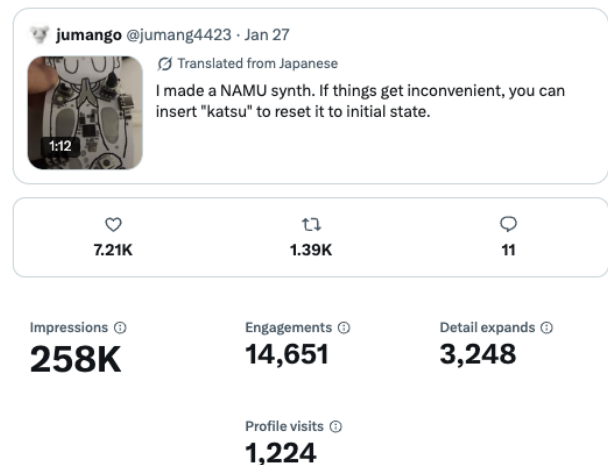 jumango @jumang4423 · Jan 27
Translated from Japanese
I made a NAMU synth. If things get inconvenient, you can
insert "katsu" to reset it to initial state.
1:12
7.21K 1.39K 11
Impressions Engagements Detail expands
258K 14,651 3,248
Profile visits
1,224